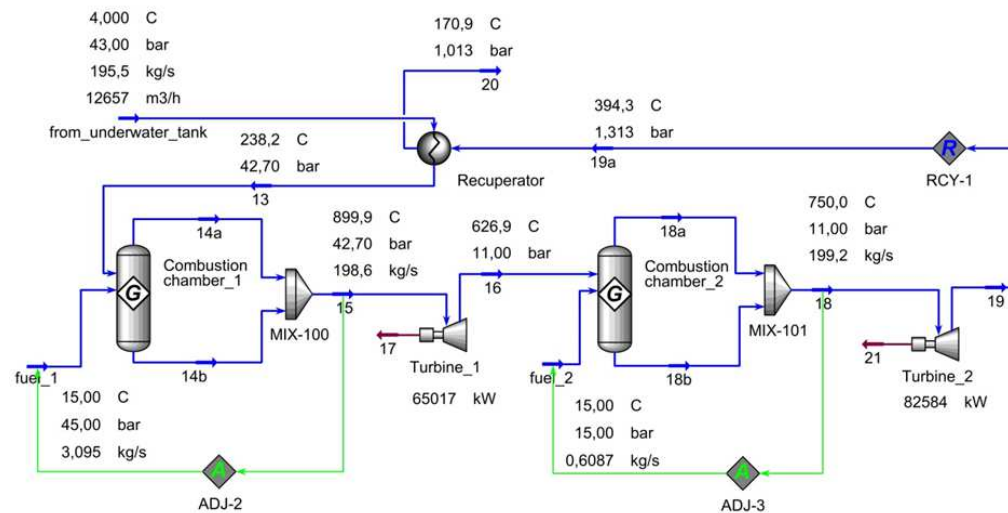 4,000 C
43,00 bar
195,5 kg/s
12657 m3/h
from_underwater_tank
170,9 C
1,013 bar
20
394,3 C
1,313 bar
19a
R
RCY-1
Recuperator
238,2 C
42,70 bar
13
14a
Combustion
chamber_1
G
899,9 C
42,70 bar
198,6 kg/s
15
MIX-100
14b
fuel_1
15,00 C
45,00 bar
3,095 kg/s
A
ADJ-2
626,9 C
11,00 bar
16
17
Turbine_1
65017 kW
18a
Combustion
chamber_2
G
750,0 C
11,00 bar
199,2 kg/s
18
MIX-101
18b
fuel_2
15,00 C
15,00 bar
0,6087 kg/s
A
ADJ-3
19
21
Turbine_2
82584 kW